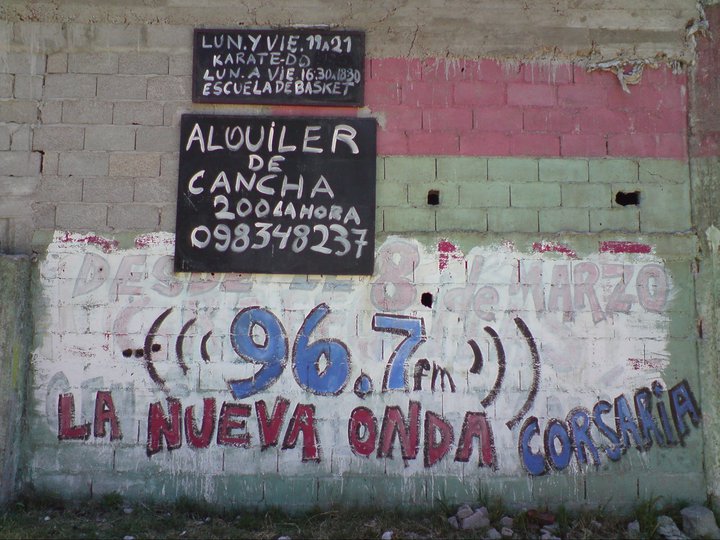 LUN. Y VIE. 19 A 21
KARATE-DO
LUN. A VIE. 16:30 A 18:30
ESCUELA DE BASKET
ALQUILER
DE
CANCHA
200 LA HORA
098348237
DESDE EL 8 de MARZO
96.7 FM
LA NUEVA ONDA CORSARIA